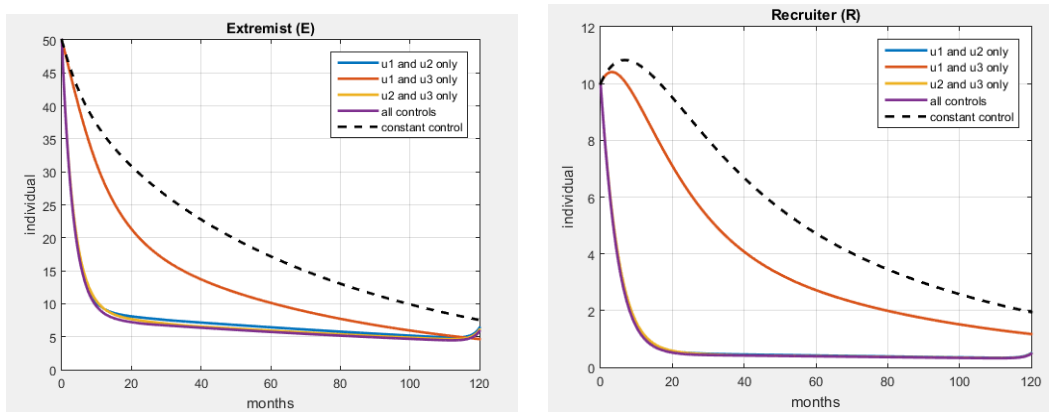 Extremist (E)
50
45
40
35
30
25
20
15
10
5
0
individual
u1 and u2 only
u1 and u3 only
u2 and u3 only
all controls
constant control
0 20 40 60 80 100 120
months
Recruiter (R)
12
10
8
6
4
2
0
individual
u1 and u2 only
u1 and u3 only
u2 and u3 only
all controls
constant control
0 20 40 60 80 100 120
months